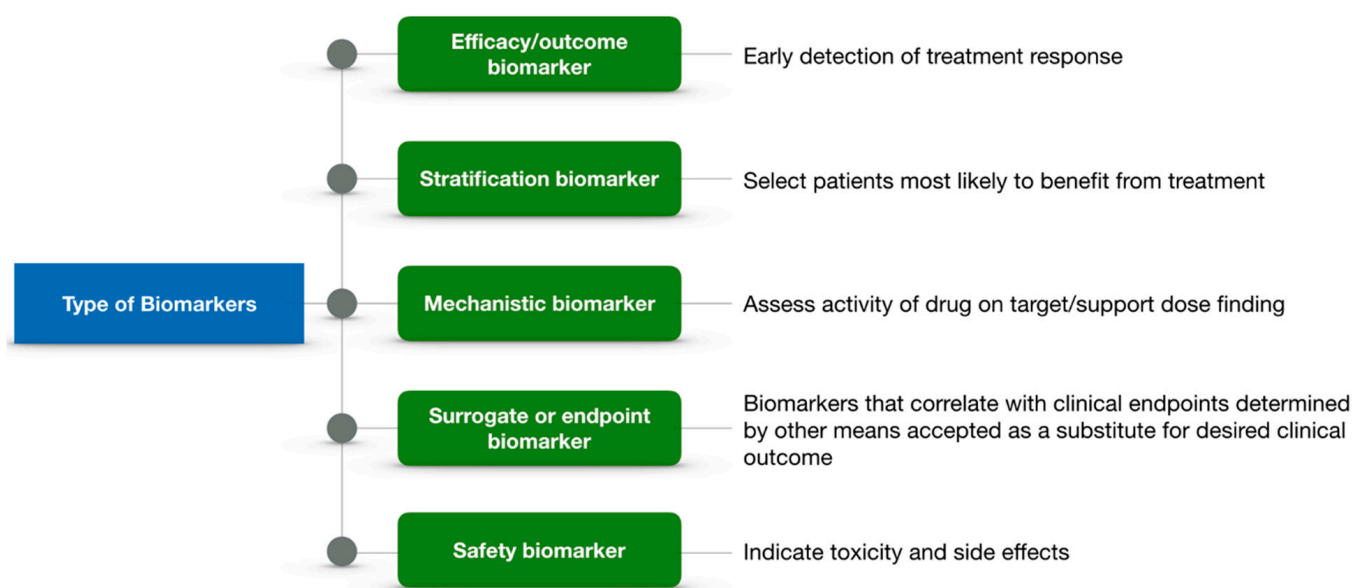 Efficacy/outcome
biomarker
Early detection of treatment response
Stratification biomarker
Select patients most likely to benefit from treatment
Type of Biomarkers
Mechanistic biomarker
Assess activity of drug on target/support dose finding
Surrogate or endpoint
biomarker
Biomarkers that correlate with clinical endpoints determined
by other means accepted as a substitute for desired clinical
outcome
Safety biomarker
Indicate toxicity and side effects